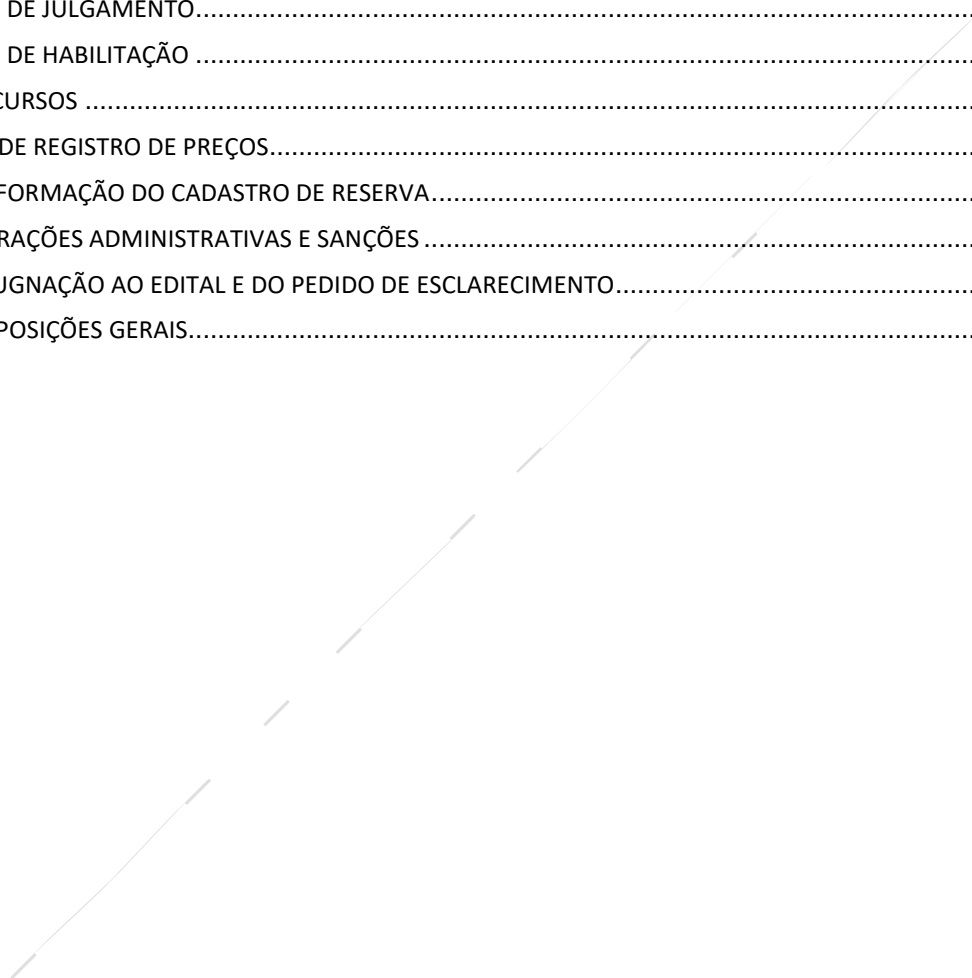 DE JULGAMENTO........................................................................................................
DE HABILITAÇÃO ........................................................................................................
CURSOS ........................................................................................................................
DE REGISTRO DE PREÇOS..............................................................................................
FORMAÇÃO DO CADASTRO DE RESERVA.........................................................................
RAÇÕES ADMINISTRATIVAS E SANÇÕES ..........................................................................
UGNAÇÃO AO EDITAL E DO PEDIDO DE ESCLARECIMENTO................................................
POSIÇÕES GERAIS.........................................................................................................